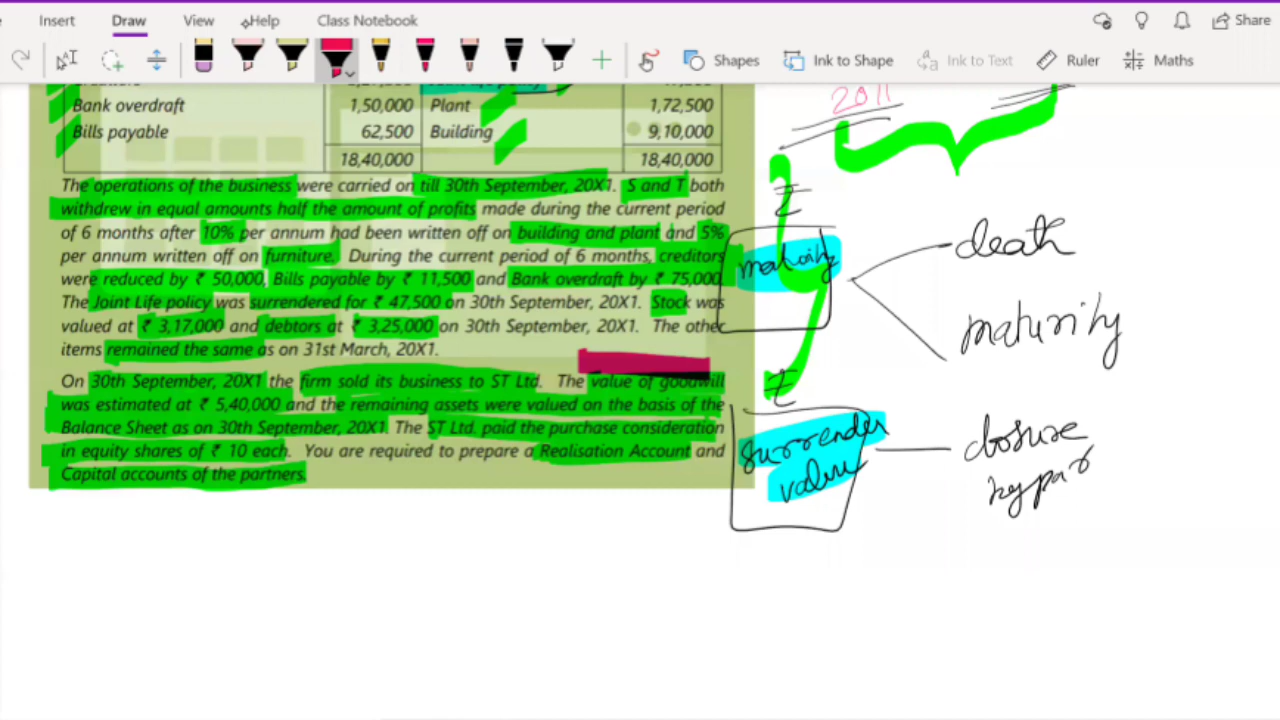 Insert Draw View Help Class Notebook Share
Shapes Ink to Shape Ink to Text Ruler Maths
Bank overdraft 1,50,000 Plant 1,72,500
Bills payable 62,500 Building 9,10,000
18,40,000 18,40,000
2011
The operations of the business were carried on till 30th September, 20X1. S and T both
withdrew in equal amounts half the amount of profits made during the current period
of 6 months after 10% per annum had been written off on building and plant and 5%
per annum written off on furniture. During the current period of 6 months, creditors
were reduced by ₹ 50,000, Bills payable by ₹ 11,500 and Bank overdraft by ₹ 75,000.
The Joint Life policy was surrendered for ₹ 47,500 on 30th September, 20X1. Stock was
valued at ₹ 3,17,000 and debtors at ₹ 3,25,000 on 30th September, 20X1. The other
items remained the same as on 31st March, 20X1.
On 30th September, 20X1 the firm sold its business to ST Ltd. The value of goodwill
was estimated at ₹ 5,40,000 and the remaining assets were valued on the basis of the
Balance Sheet as on 30th September, 20X1. The ST Ltd. paid the purchase consideration
in equity shares of ₹ 10 each. You are required to prepare a Realisation Account and
Capital accounts of the partners.
₹
maturity
death
maturity
₹
surrender
value
closure